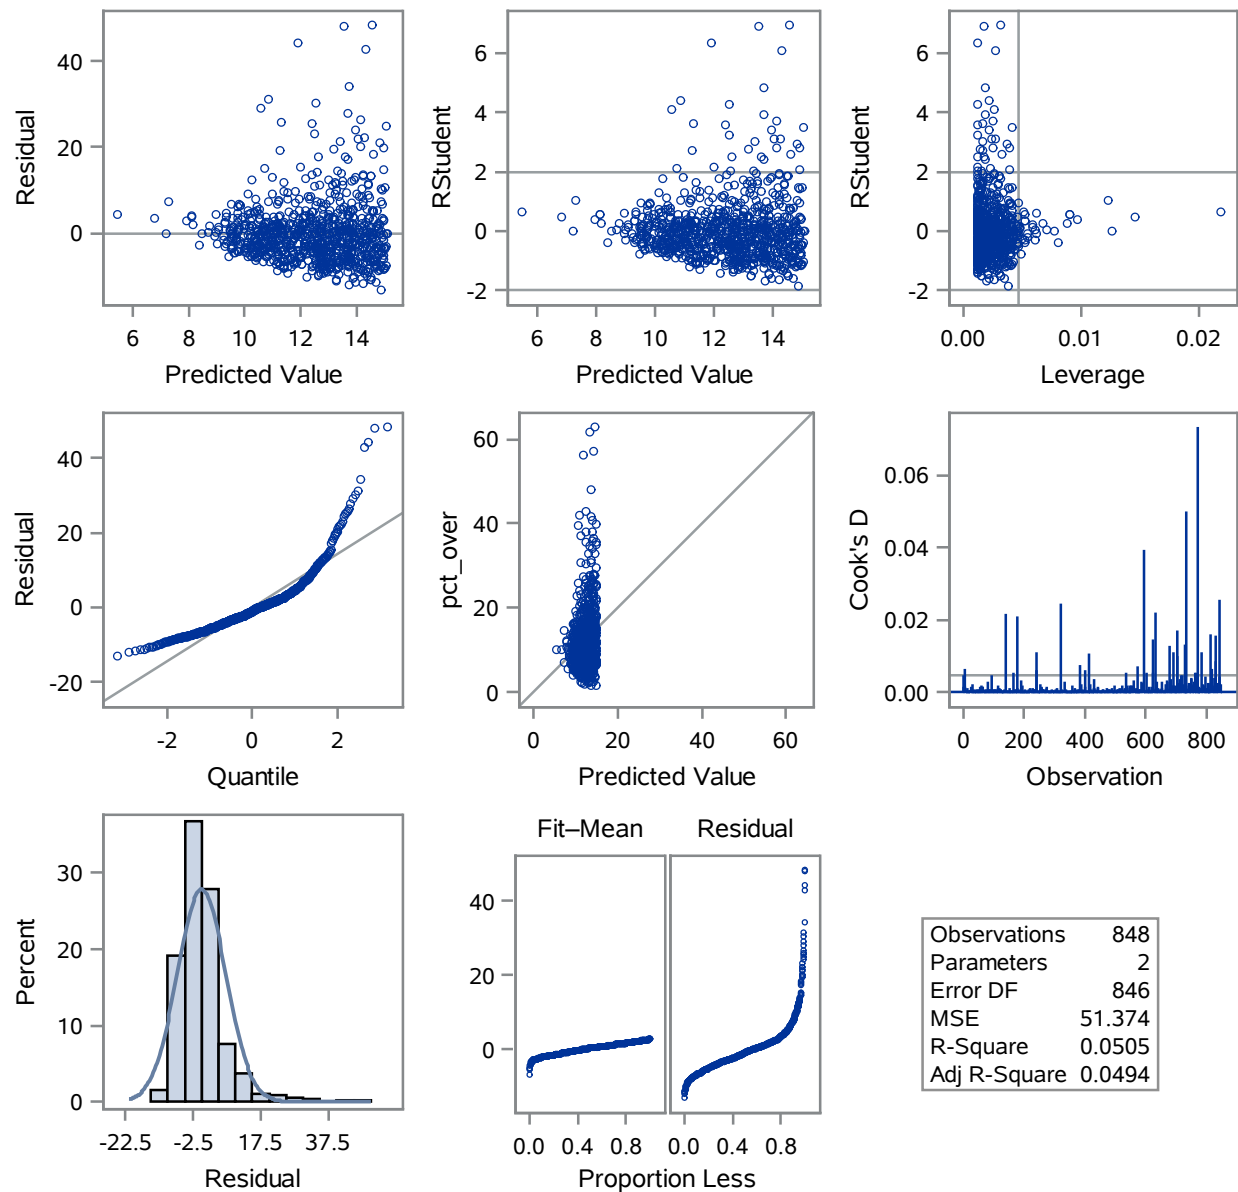 Residual
40
20
0
6 8 10 12 14
Predicted Value
RStudent
6
4
2
0
-2
6 8 10 12 14
Predicted Value
RStudent
6
4
2
0
-2
0.00 0.01 0.02
Leverage
Residual
40
20
0
-20
-2 0 2
Quantile
pct_over
60
40
20
0
0 20 40 60
Predicted Value
Cook's D
0.06
0.04
0.02
0.00
0 200 400 600 800
Observation
Percent
30
20
10
0
-22.5 -2.5 17.5 37.5
Residual
Fit–Mean Residual
40
20
0
0.0 0.4 0.8 0.0 0.4 0.8
Proportion Less
Observations 848
Parameters 2
Error DF 846
MSE 51.374
R-Square 0.0505
Adj R-Square 0.0494